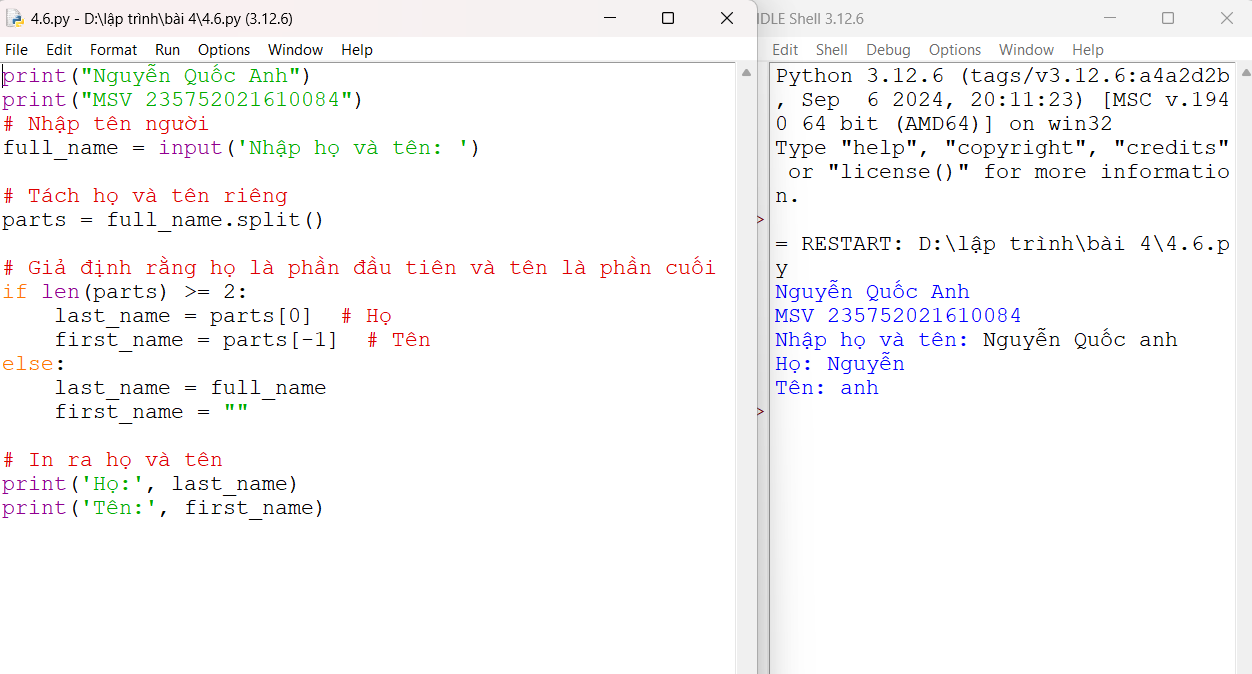 4.6.py - D:\lập trình\bài 4\4.6.py (3.12.6)
File Edit Format Run Options Window Help
print("Nguyễn Quốc Anh")
print("MSV 235752021610084")
# Nhập tên người
full_name = input('Nhập họ và tên: ')
# Tách họ và tên riêng
parts = full_name.split()
# Giả định rằng họ là phần đầu tiên và tên là phần cuối
if len(parts) >= 2:
    last_name = parts[0]  # Họ
    first_name = parts[-1]  # Tên
else:
    last_name = full_name
    first_name = ""
# In ra họ và tên
print('Họ:', last_name)
print('Tên:', first_name)
IDLE Shell 3.12.6
Edit Shell Debug Options Window Help
Python 3.12.6 (tags/v3.12.6:a4a2d2b
, Sep  6 2024, 20:11:23) [MSC v.194
0 64 bit (AMD64)] on win32
Type "help", "copyright", "credits"
 or "license()" for more informatio
n.
>
= RESTART: D:\lập trình\bài 4\4.6.p
y
Nguyễn Quốc Anh
MSV 235752021610084
Nhập họ và tên: Nguyễn Quốc anh
Họ: Nguyễn
Tên: anh
>